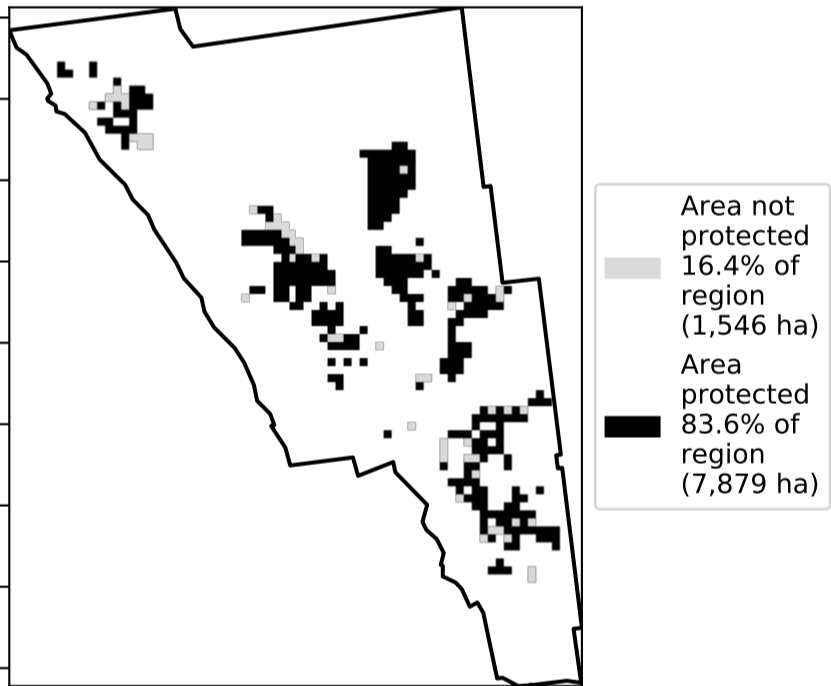 Area not
protected
16.4% of
region
(1,546 ha)
Area
protected
83.6% of
region
(7,879 ha)